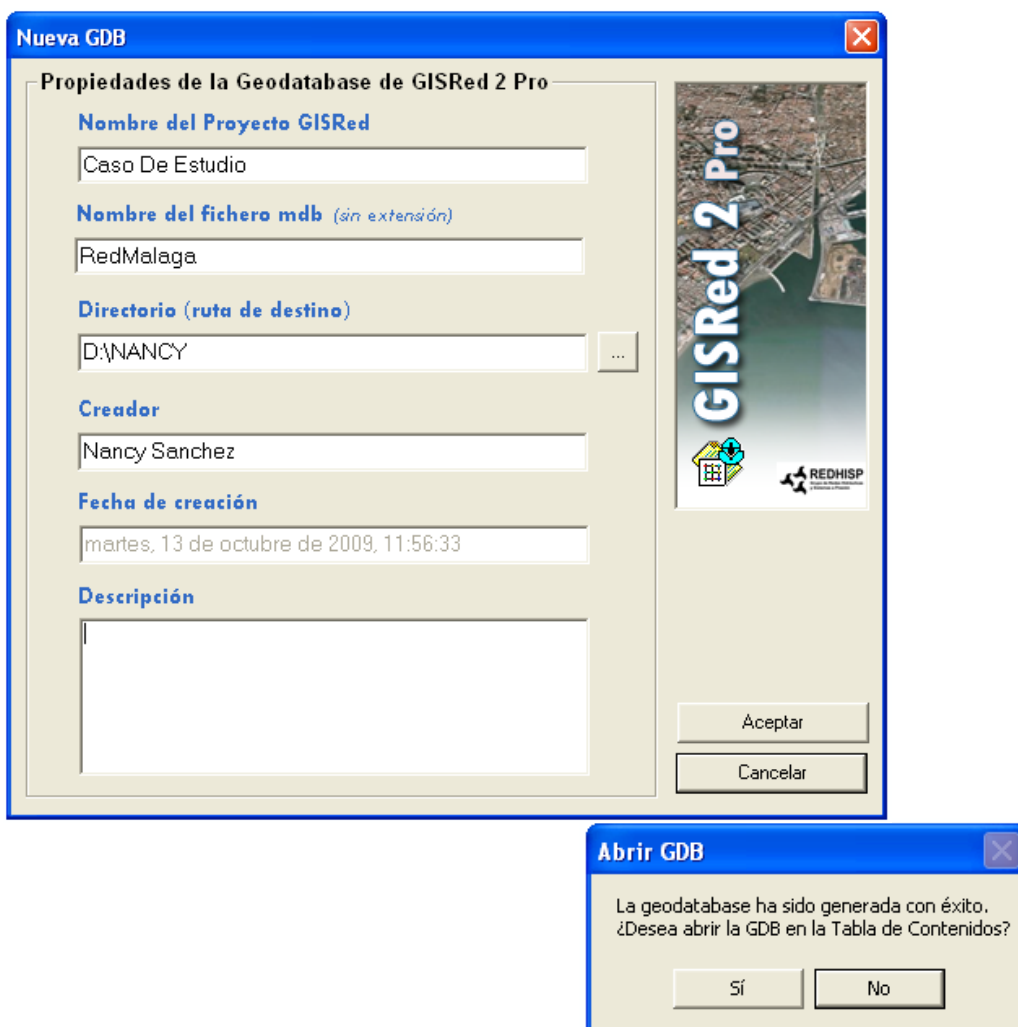 Nueva GDB
Propiedades de la Geodatabase de GISRed 2 Pro
Nombre del Proyecto GISRed
Caso De Estudio
Nombre del fichero mdb (sin extensión)
RedMalaga
Directorio (ruta de destino)
D:\NANCY
...
Creador
Nancy Sanchez
Fecha de creación
martes, 13 de octubre de 2009, 11:56:33
Descripción
GISRed 2 Pro
REDHISP
Aceptar
Cancelar
Abrir GDB
La geodatabase ha sido generada con éxito.
¿Desea abrir la GDB en la Tabla de Contenidos?
Sí
No